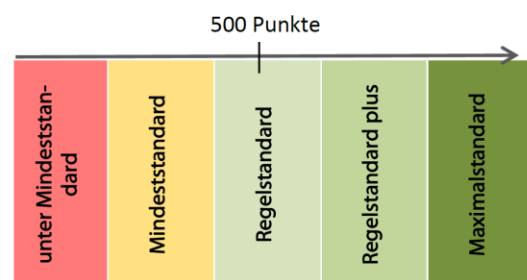 500 Punkte
unter Mindeststan-
dard
Mindeststandard
Regelstandard
Regelstandard plus
Maximalstandard